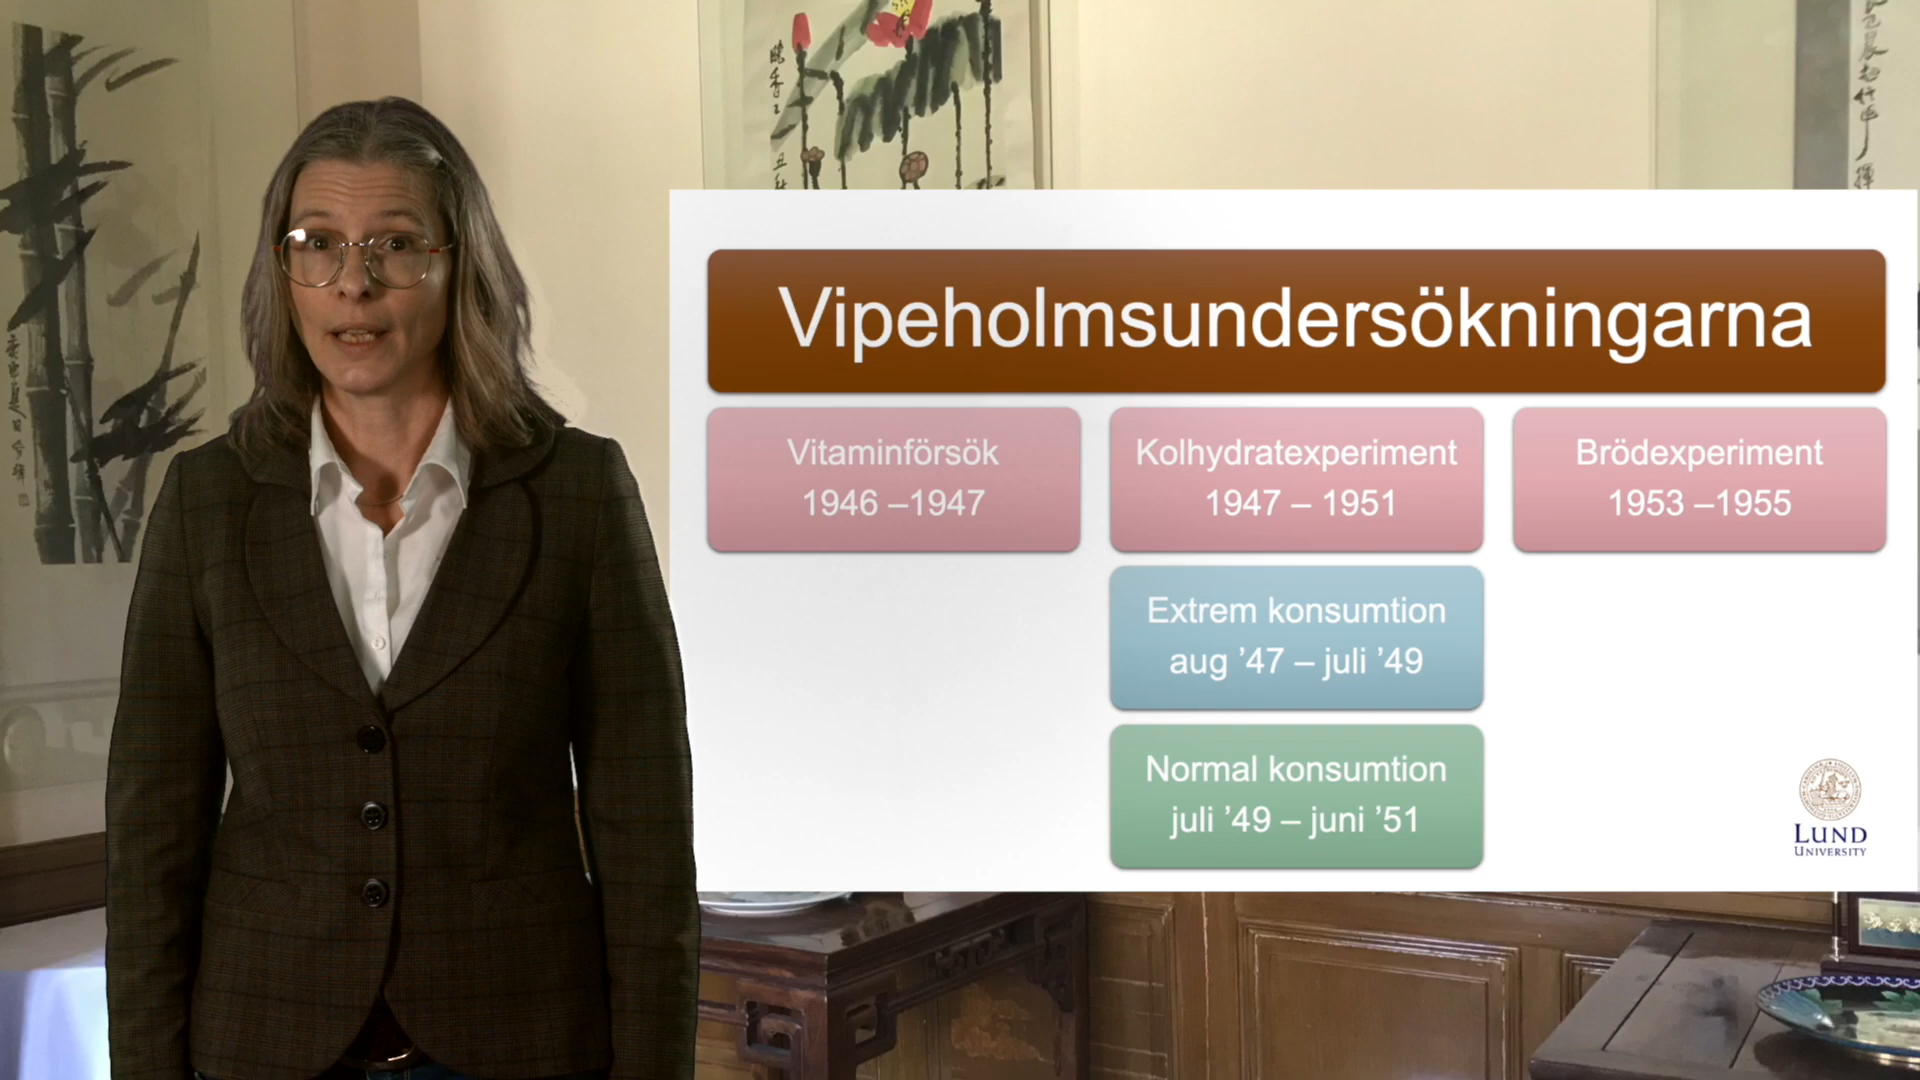 Vipeholmsundersökningarna
Vitaminförsök
1946 –1947
Kolhydratexperiment
1947 – 1951
Brödexperiment
1953 –1955
Extrem konsumtion
aug ’47 – juli ’49
Normal konsumtion
juli ’49 – juni ’51
LUND
UNIVERSITY